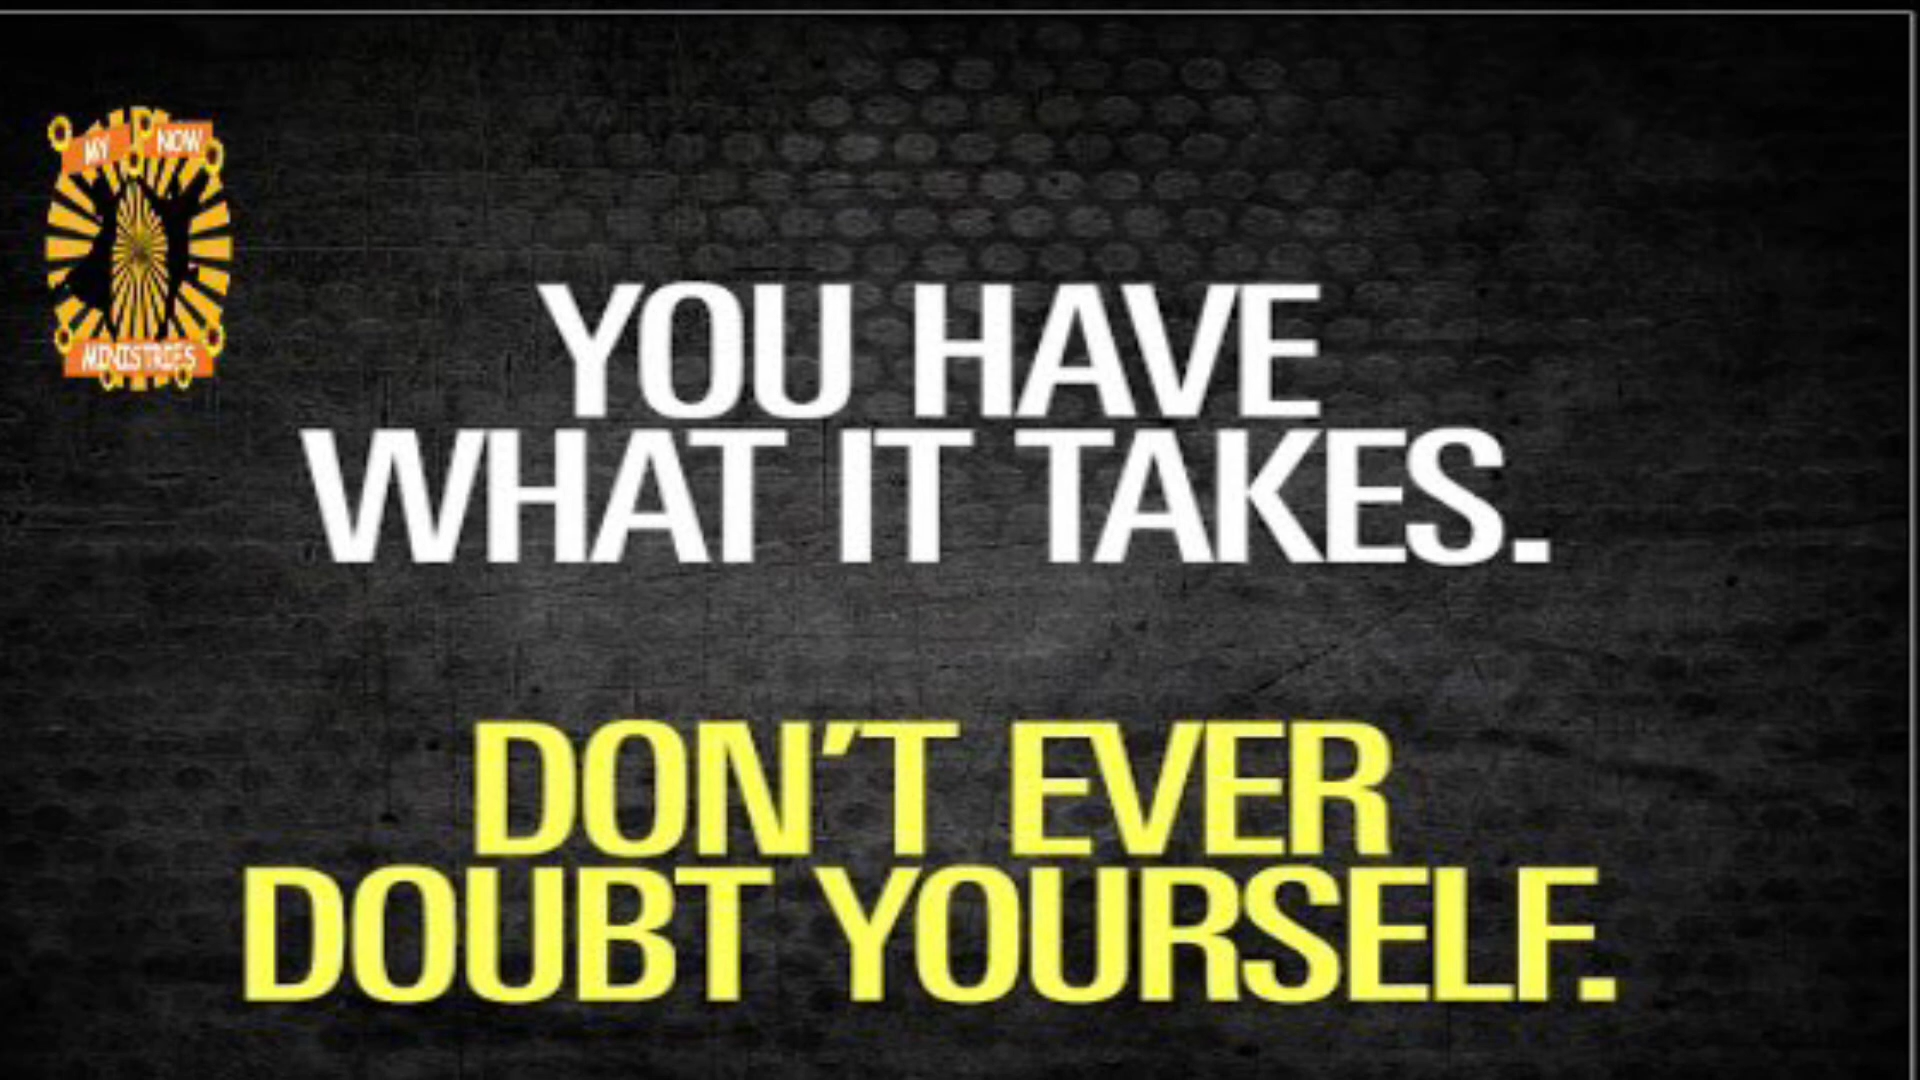 MY NOW
MINISTRIES
YOU HAVE
WHAT IT TAKES.
DON'T EVER
DOUBT YOURSELF.